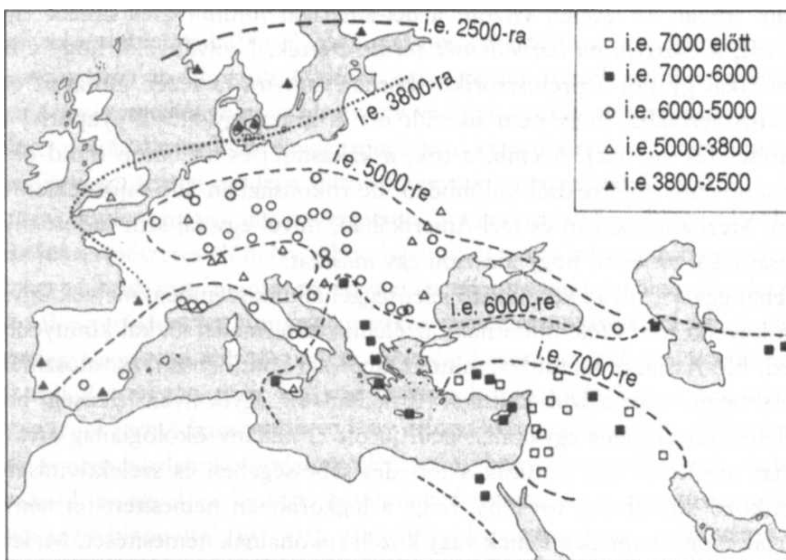 i.e. 2500-ra
i.e. 3800-ra
i.e. 5000-ra
i.e. 6000-re
i.e. 7000-re
i.e. 7000 előtt
i.e. 7000-6000
i.e 6000-5000
i.e.5000-3800
i.e 3800-2500